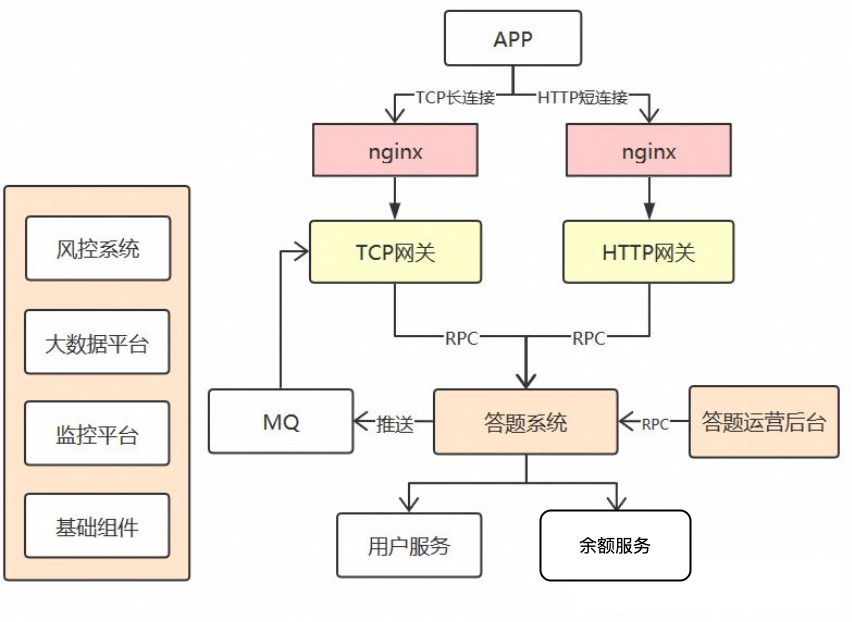 APP
TCP长连接
HTTP短连接
nginx
nginx
TCP网关
HTTP网关
风控系统
大数据平台
监控平台
基础组件
RPC
RPC
MQ
推送
答题系统
RPC
答题运营后台
用户服务
余额服务